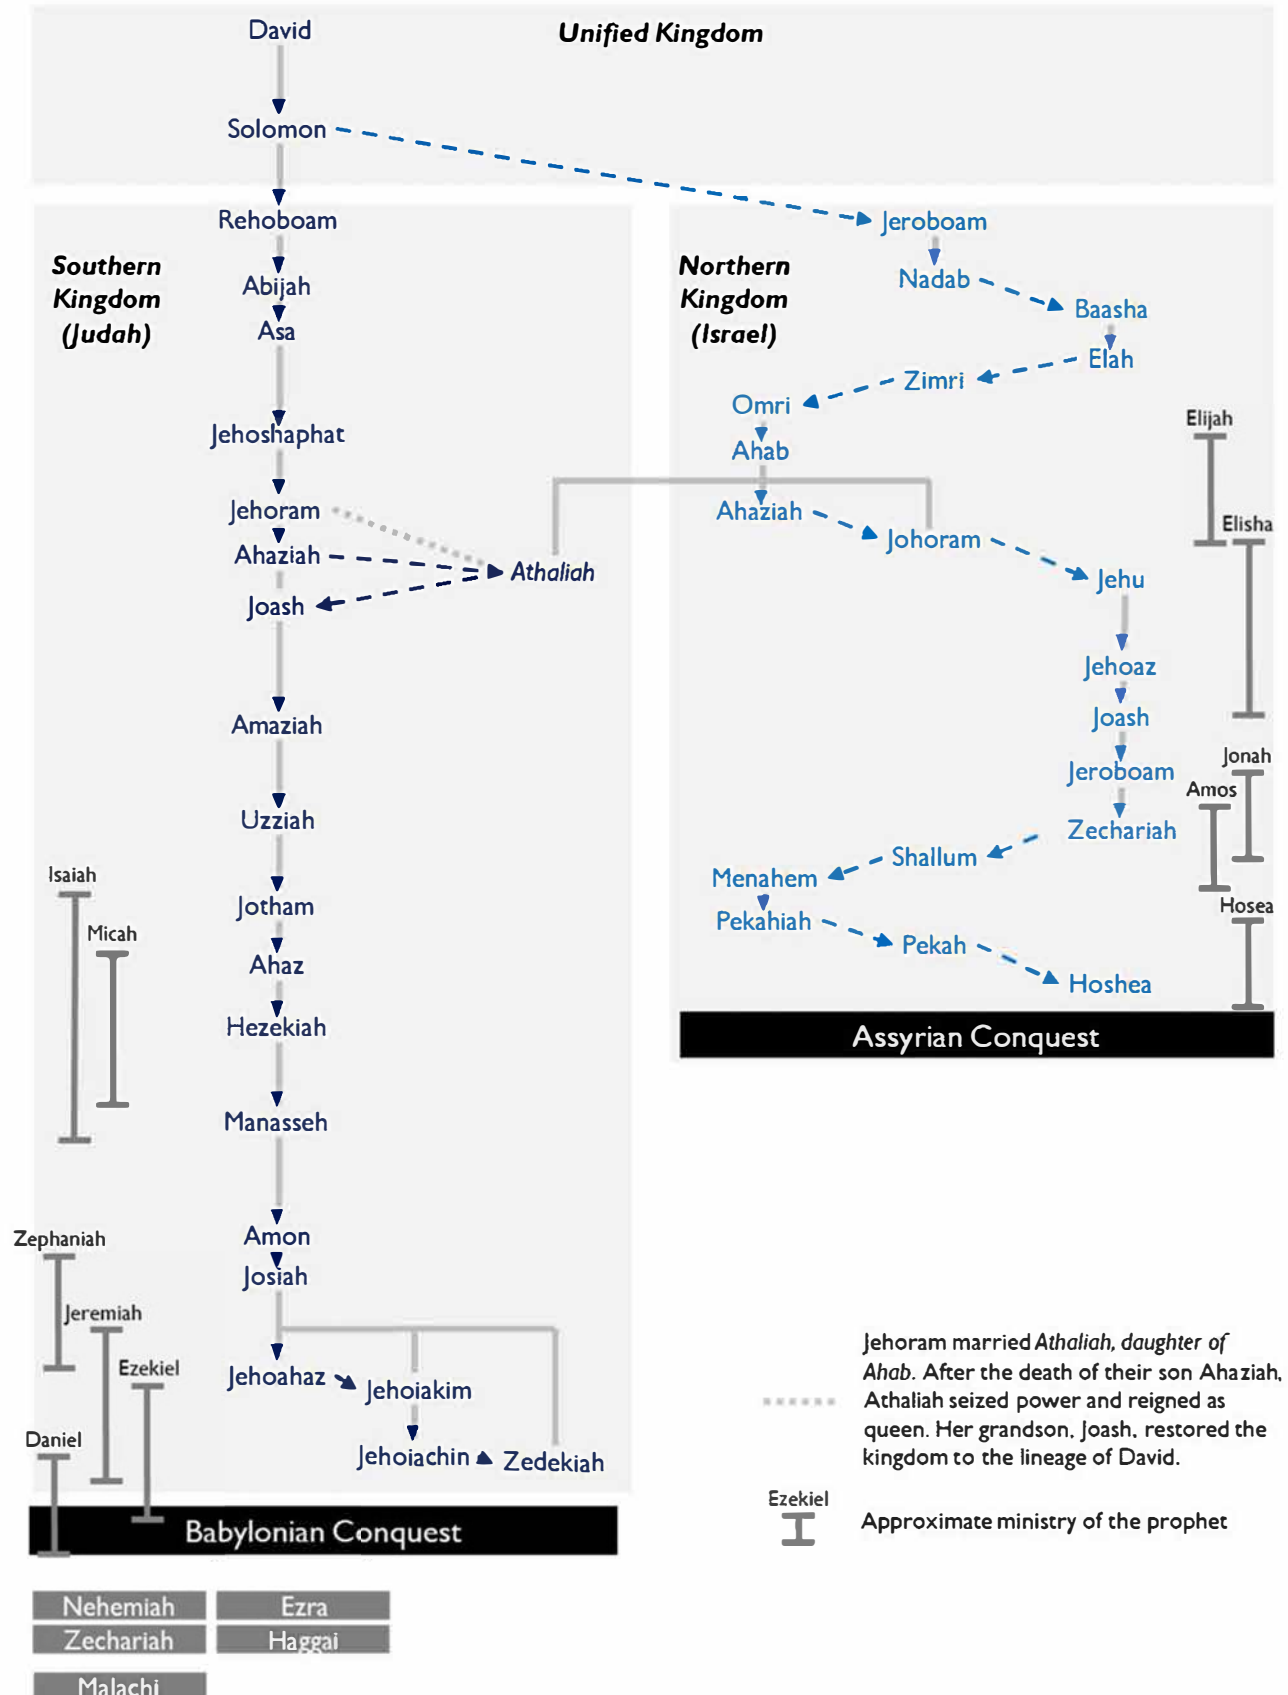 David
Unified Kingdom
Solomon
Rehoboam
Southern
Kingdom
(Judah)
Abijah
Asa
Jehoshaphat
Jehoram
Ahaziah
Athaliah
Joash
Amaziah
Uzziah
Jotham
Ahaz
Hezekiah
Manasseh
Amon
Josiah
Jehoahaz
Jehoiakim
Jehoiachin
Zedekiah
Isaiah
Micah
Zephaniah
Jeremiah
Ezekiel
Daniel
Babylonian Conquest
Jeroboam
Northern
Kingdom
(Israel)
Nadab
Baasha
Elah
Zimri
Omri
Ahab
Ahaziah
Johoram
Jehu
Jehoaz
Joash
Jeroboam
Zechariah
Shallum
Menahem
Pekahiah
Pekah
Hoshea
Elijah
Elisha
Jonah
Amos
Hosea
Assyrian Conquest
Jehoram married Athaliah, daughter of
Ahab. After the death of their son Ahaziah,
Athaliah seized power and reigned as
queen. Her grandson, Joash, restored the
kingdom to the lineage of David.
Ezekiel
Approximate ministry of the prophet
Nehemiah
Ezra
Zechariah
Haggai
Malachi